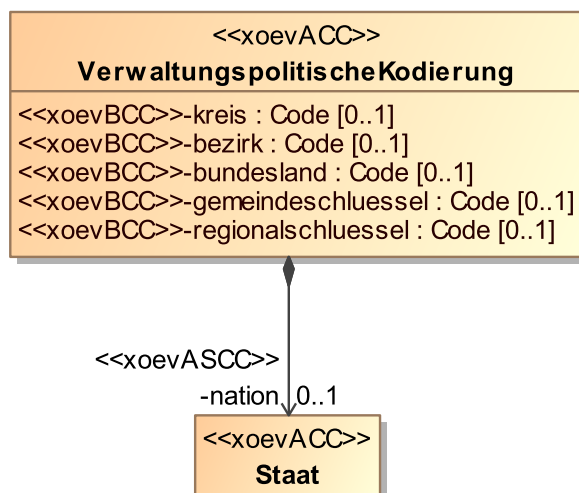 <<xoevACC>>
VerwaltungspolitischeKodierung
<<xoevBCC>>-kreis : Code [0..1]
<<xoevBCC>>-bezirk : Code [0..1]
<<xoevBCC>>-bundesland : Code [0..1]
<<xoevBCC>>-gemeindeschluessel : Code [0..1]
<<xoevBCC>>-regionalschluessel : Code [0..1]
<<xoevASCC>>
-nation 0..1
<<xoevACC>>
Staat